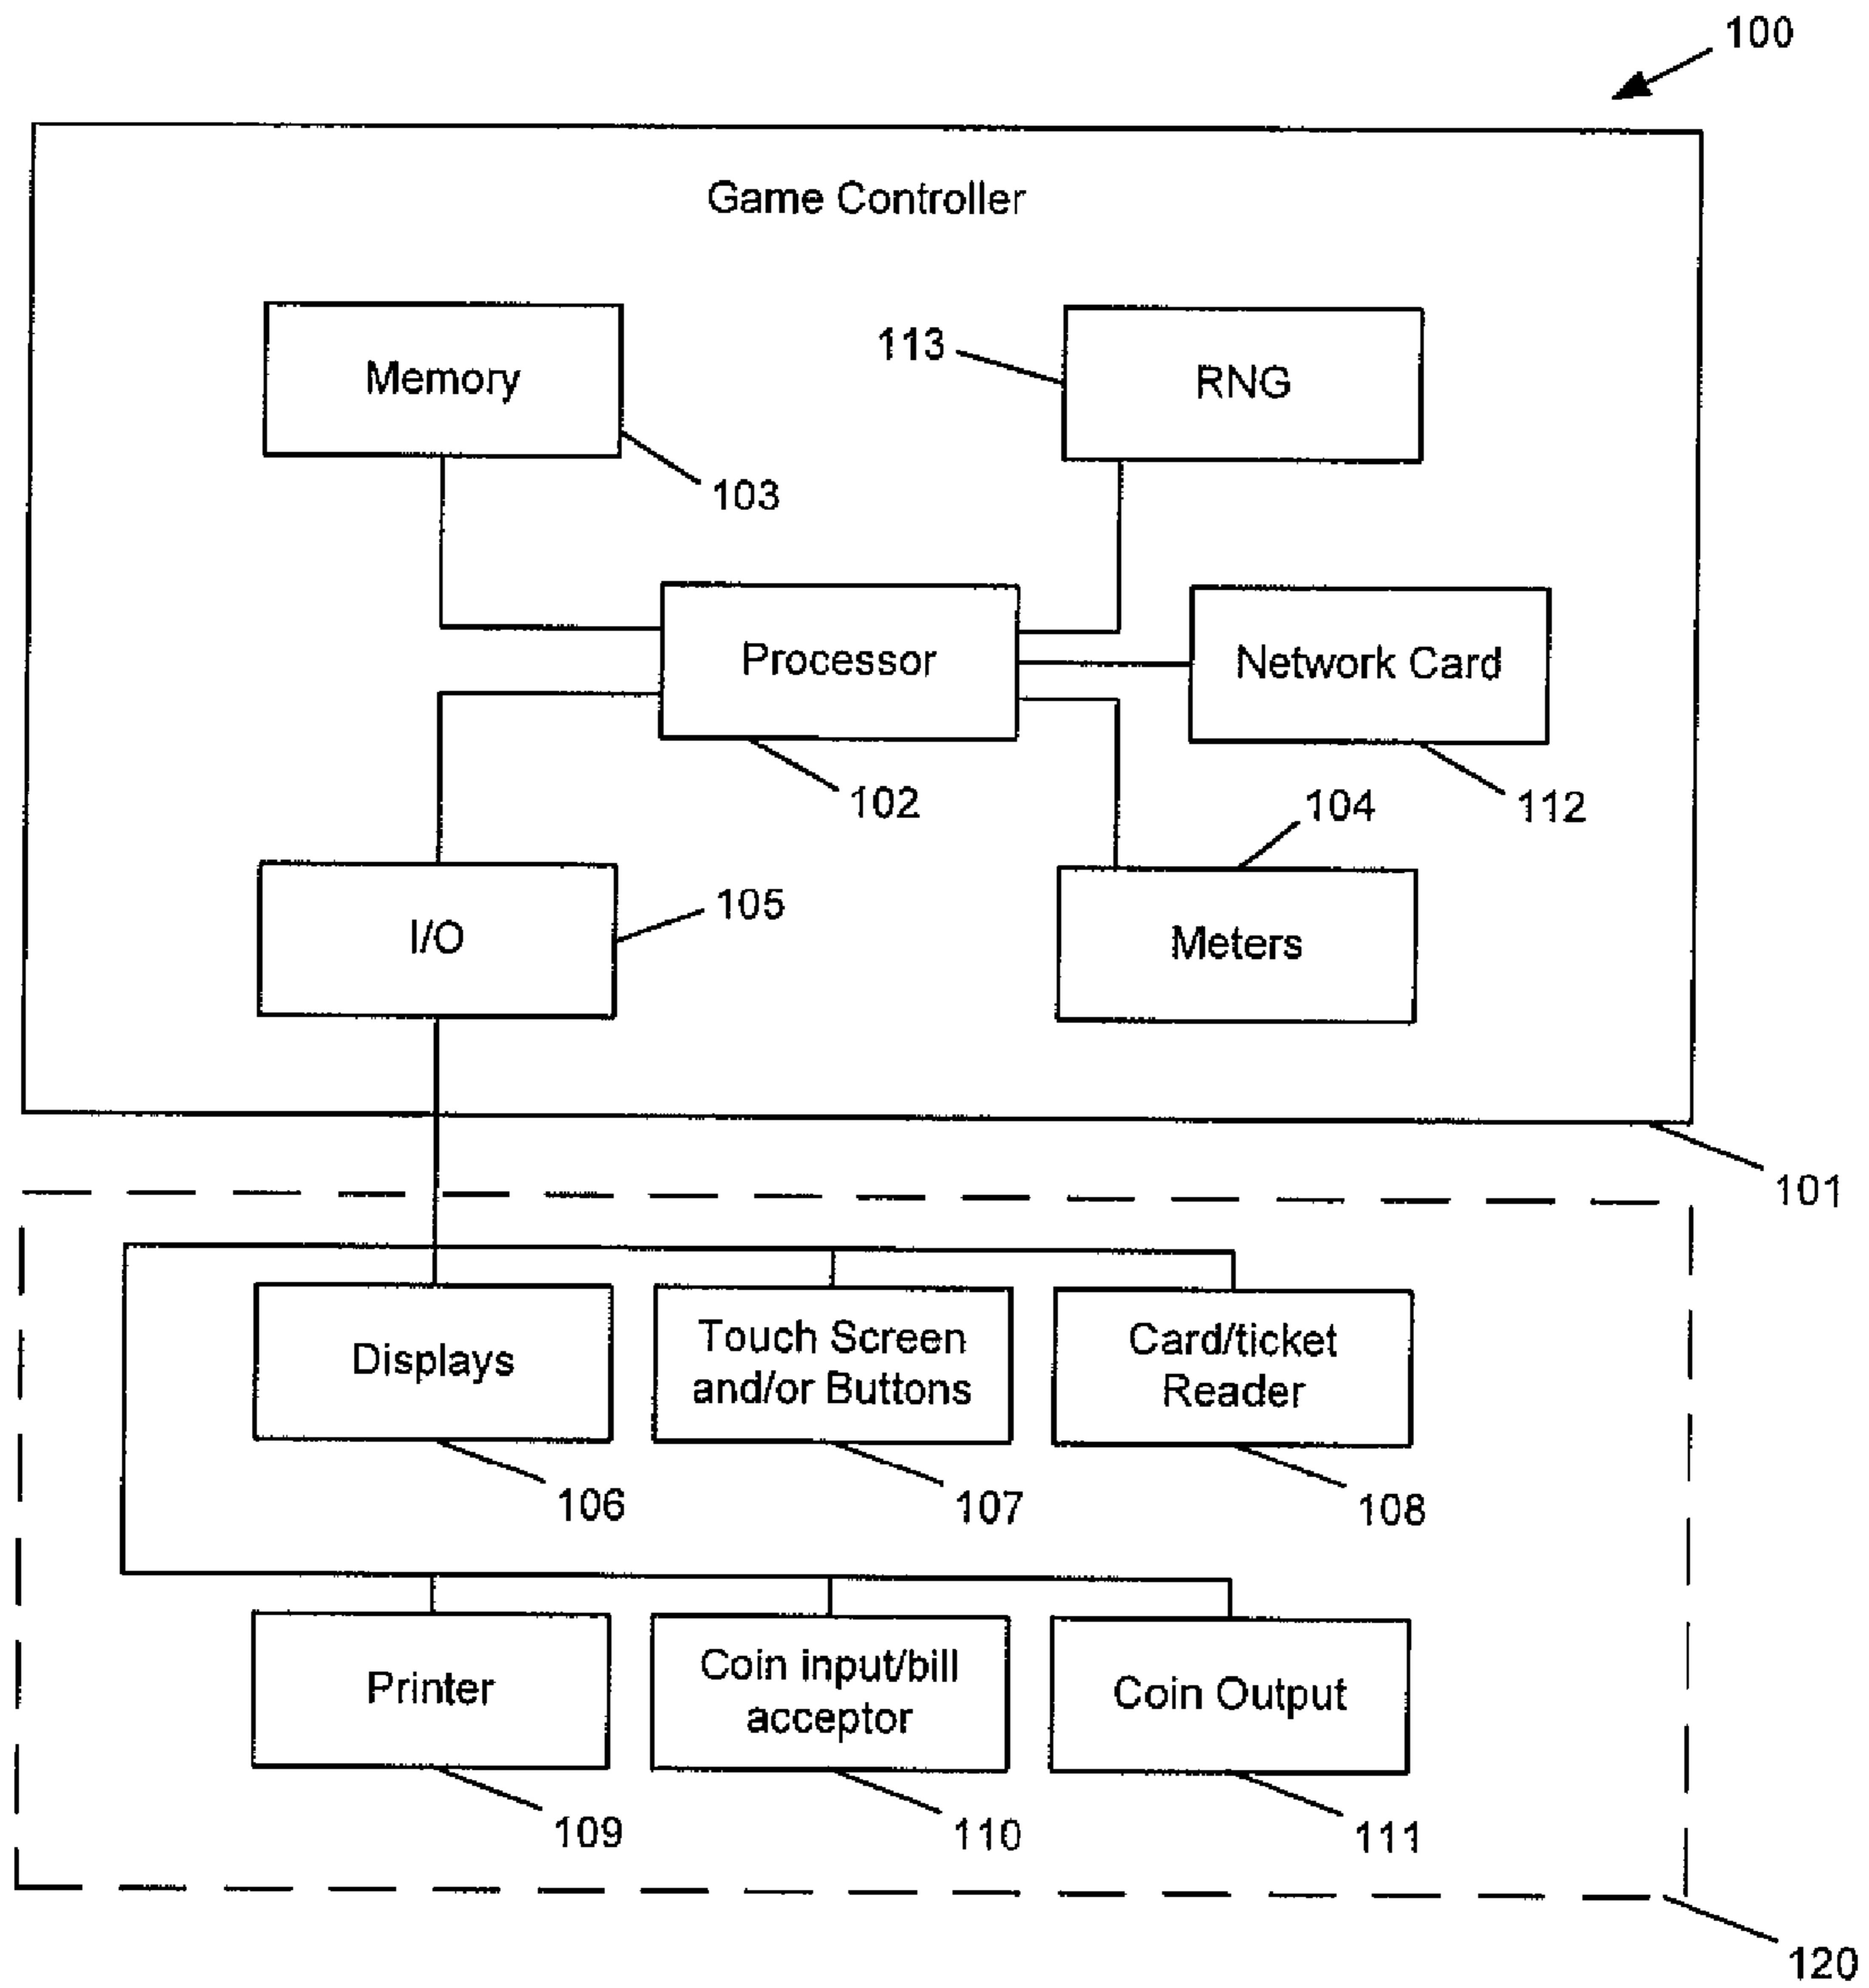 100
Game Controller
Memory
113
RNG
103
Processor
Network Card
102
104
112
I/O
105
Meters
101
Displays
Touch Screen
and/or Buttons
Card/ticket
Reader
106
107
108
Printer
Coin input/bill
acceptor
Coin Output
109
110
111
120